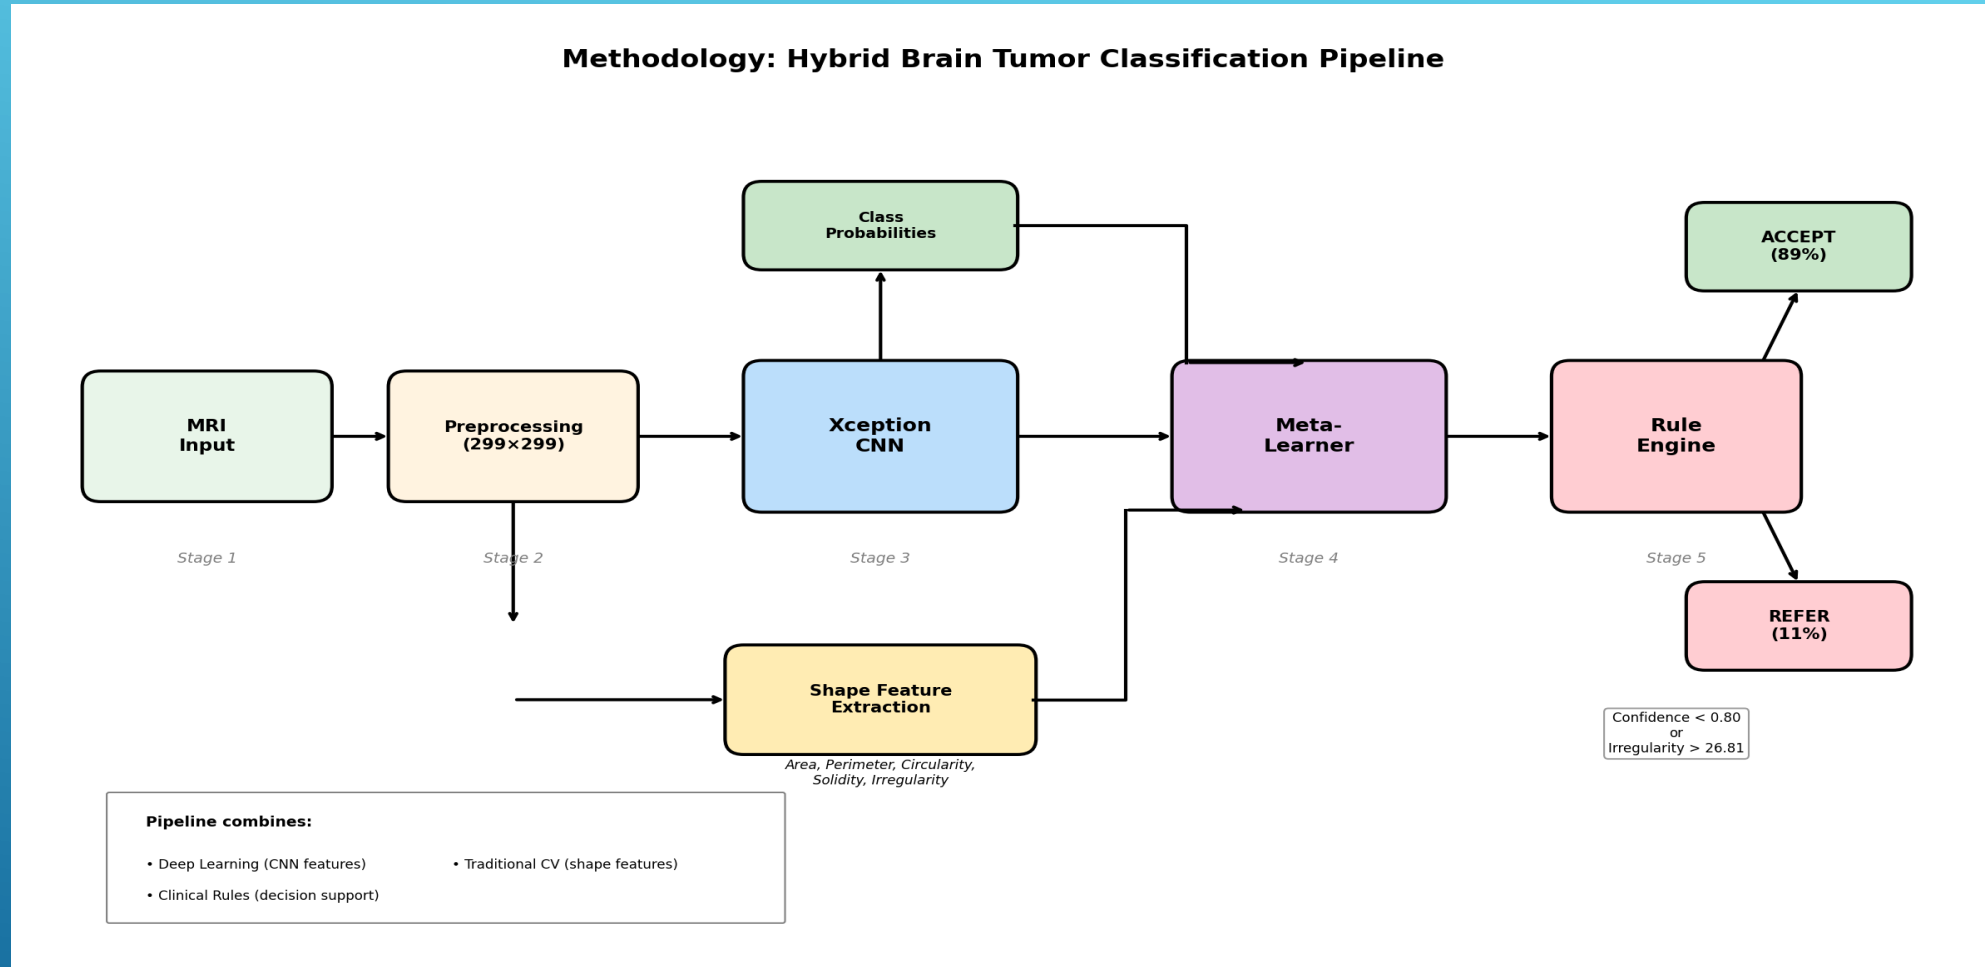 Methodology: Hybrid Brain Tumor Classification Pipeline
Class
Probabilities
ACCEPT
(89%)
MRI
Input
Preprocessing
(299×299)
Xception
CNN
Meta-
Learner
Rule
Engine
Stage 1
Stage 2
Stage 3
Stage 4
Stage 5
REFER
(11%)
Shape Feature
Extraction
Area, Perimeter, Circularity,
Solidity, Irregularity
Confidence < 0.80
or
Irregularity > 26.81
Pipeline combines:
• Deep Learning (CNN features)
• Traditional CV (shape features)
• Clinical Rules (decision support)